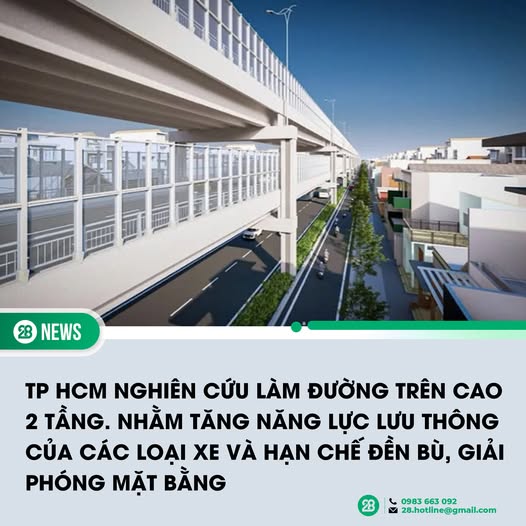 28 NEWS
TP HCM NGHIÊN CỨU LÀM ĐƯỜNG TRÊN CAO
2 TẦNG. NHẰM TĂNG NĂNG LỰC LƯU THÔNG
CỦA CÁC LOẠI XE VÀ HẠN CHẾ ĐỀN BÙ, GIẢI
PHÓNG MẶT BẰNG
28
0983 663 092
28.hotline@gmail.com